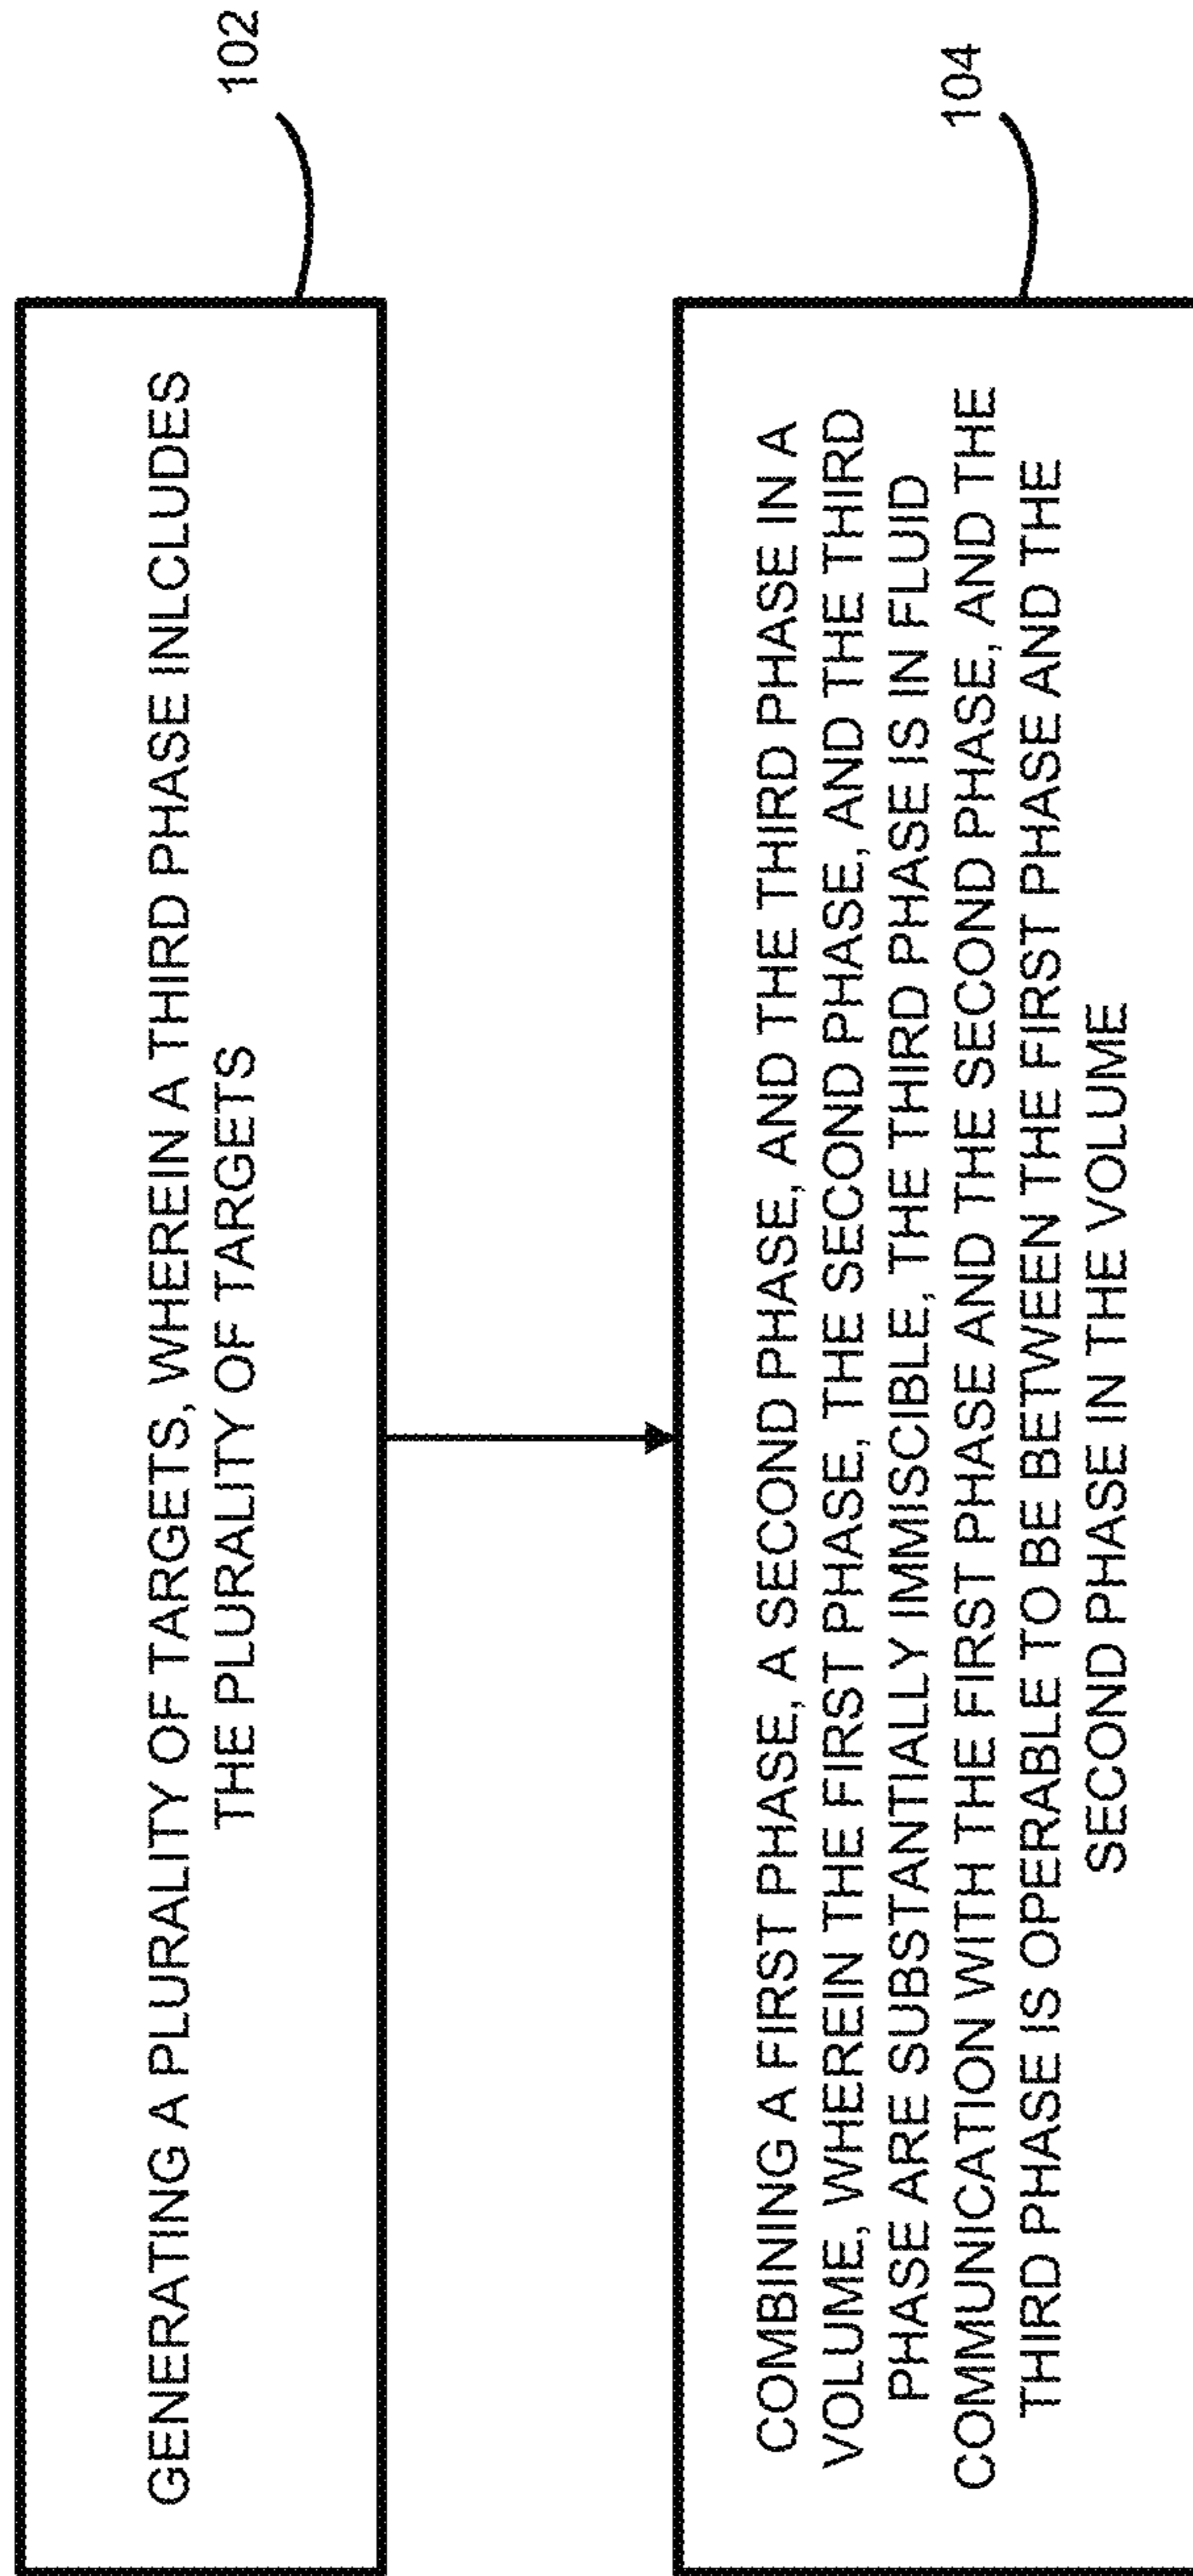 GENERATING A PLURALITY OF TARGETS, WHEREIN A THIRD PHASE INLCUDES
THE PLURALITY OF TARGETS
102
COMBINING A FIRST PHASE, A SECOND PHASE, AND THE THIRD PHASE IN A
VOLUME, WHEREIN THE FIRST PHASE, THE SECOND PHASE, AND THE THIRD
PHASE ARE SUBSTANTIALLY IMMISCIBLE, THE THIRD PHASE IS IN FLUID
COMMUNICATION WITH THE FIRST PHASE AND THE SECOND PHASE, AND THE
THIRD PHASE IS OPERABLE TO BE BETWEEN THE FIRST PHASE AND THE
SECOND PHASE IN THE VOLUME
104